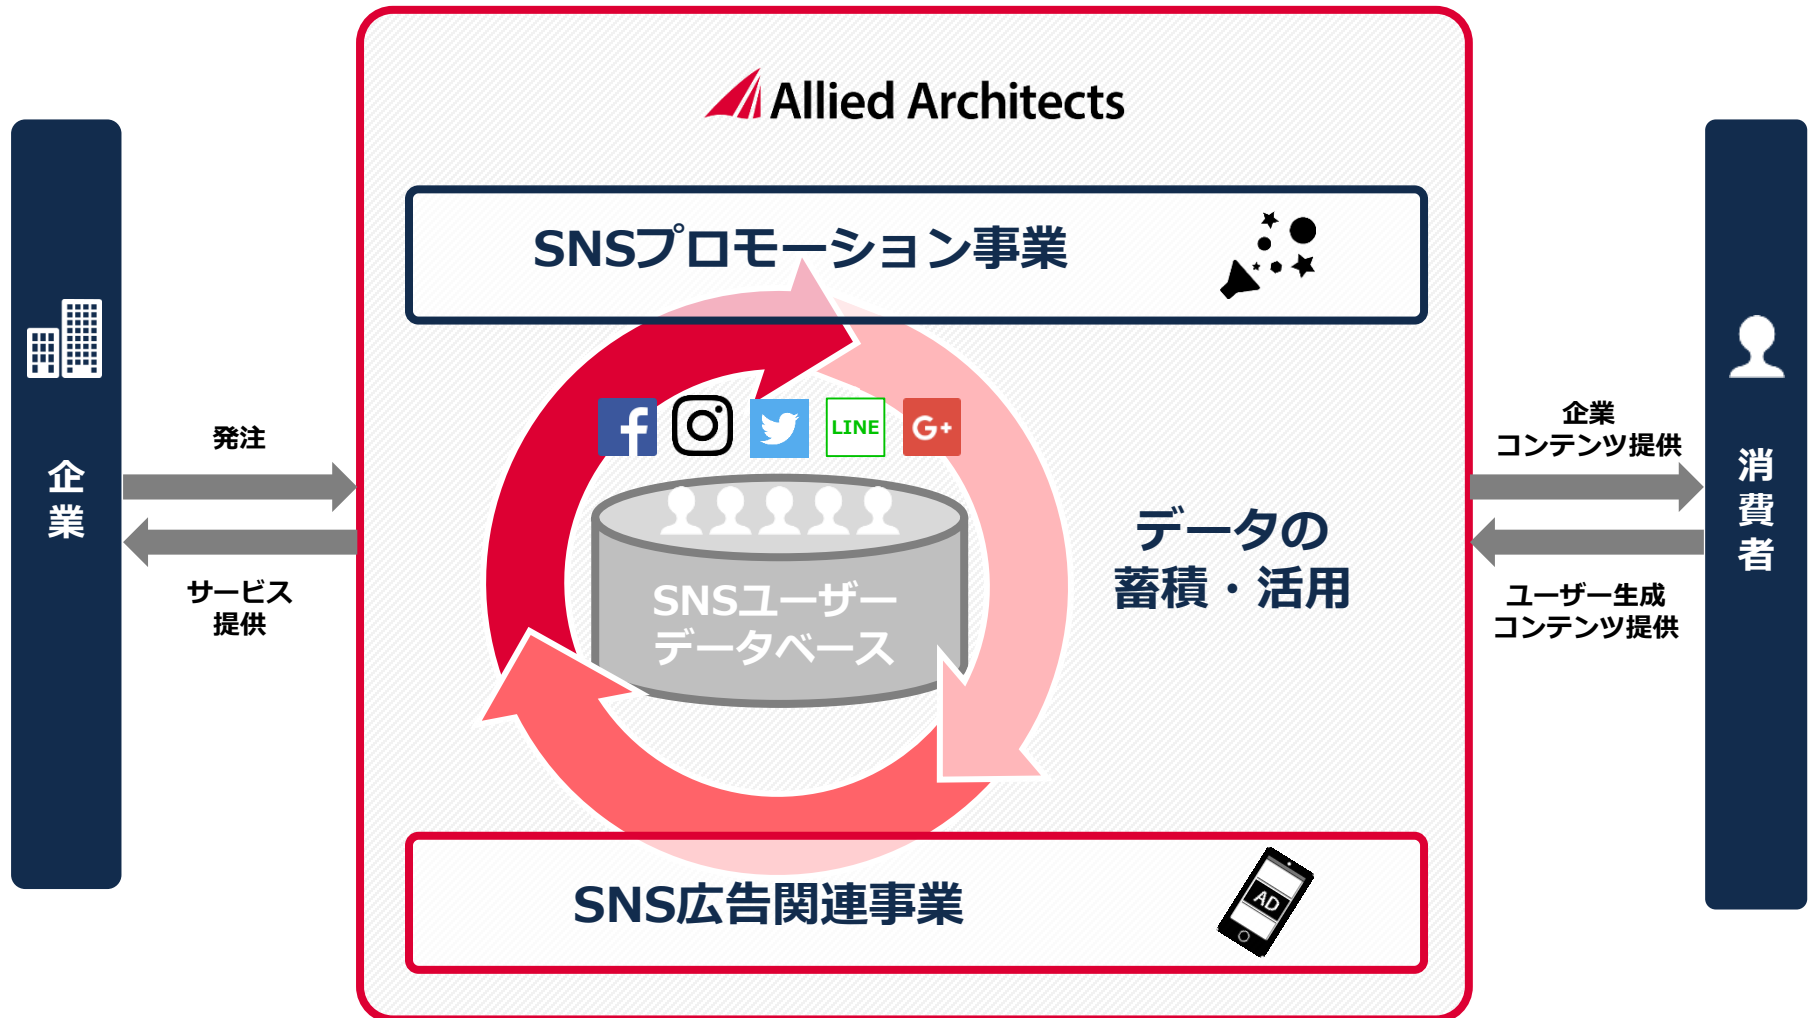 Allied Architects
SNSプロモーション事業
企業
発注
サービス
提供
f
LINE
G+
SNSユーザー
データベース
データの
蓄積・活用
企業
コンテンツ提供
ユーザー生成
コンテンツ提供
消費者
SNS広告関連事業
AD